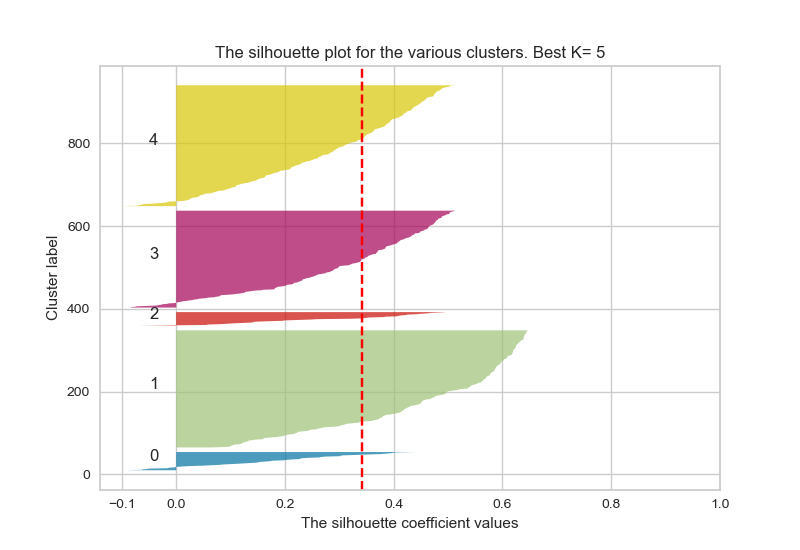 The silhouette plot for the various clusters. Best K= 5
800
600
400
200
0
Cluster label
4
3
2
1
0
−0.1 0.0 0.2 0.4 0.6 0.8 1.0
The silhouette coefficient values